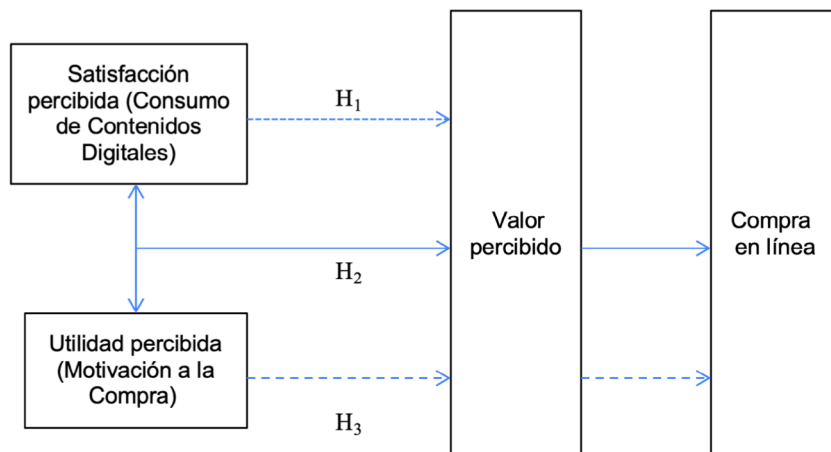 Satisfacción
percibida (Consumo
de Contenidos
Digitales)
H₁
H₂
Utilidad percibida
(Motivación a la
Compra)
H₃
Valor
percibido
Compra
en línea